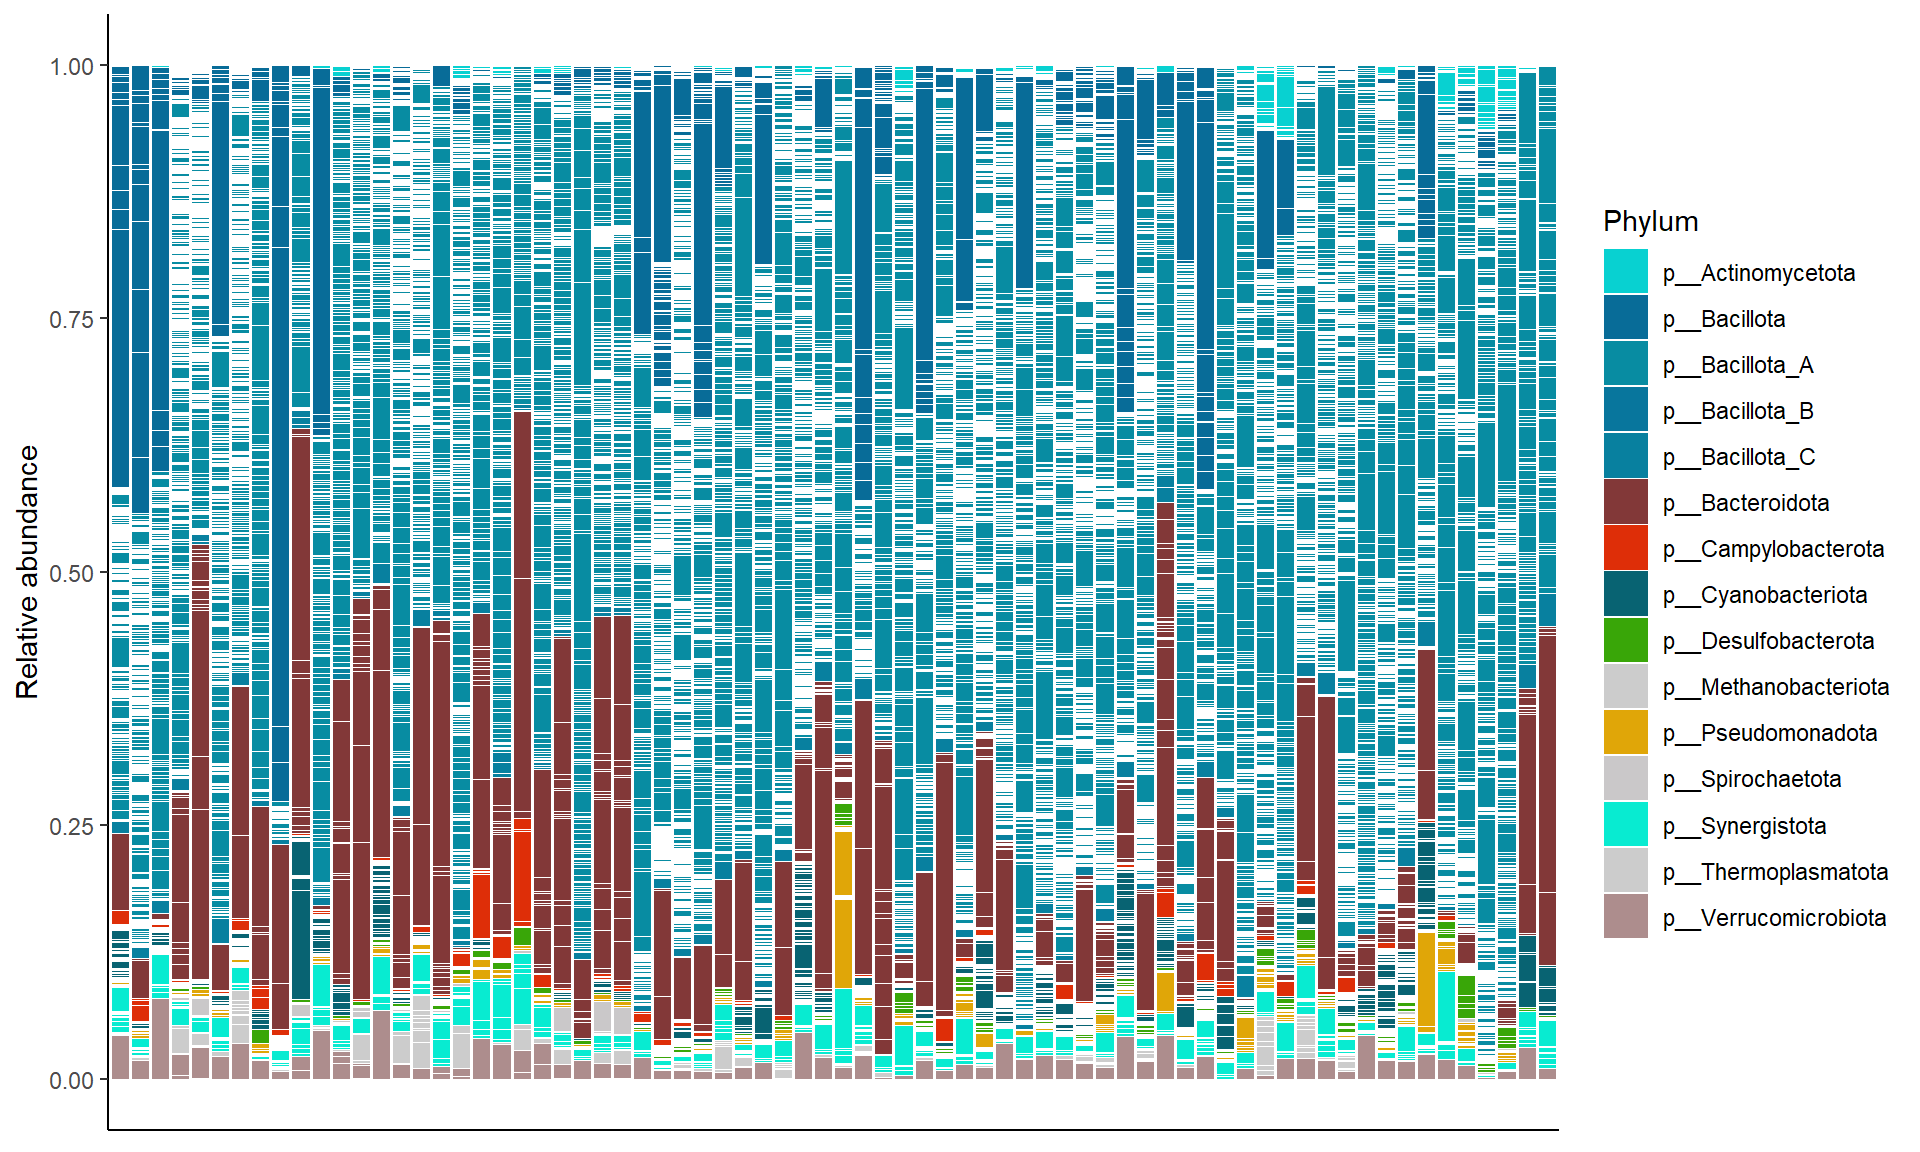 Relative abundance
1.00
0.75
0.50
0.25
0.00
Phylum
p__Actinomycetota
p__Bacillota
p__Bacillota_A
p__Bacillota_B
p__Bacillota_C
p__Bacteroidota
p__Campylobacterota
p__Cyanobacteriota
p__Desulfobacterota
p__Methanobacteriota
p__Pseudomonadota
p__Spirochaetota
p__Synergistota
p__Thermoplasmatota
p__Verrucomicrobiota